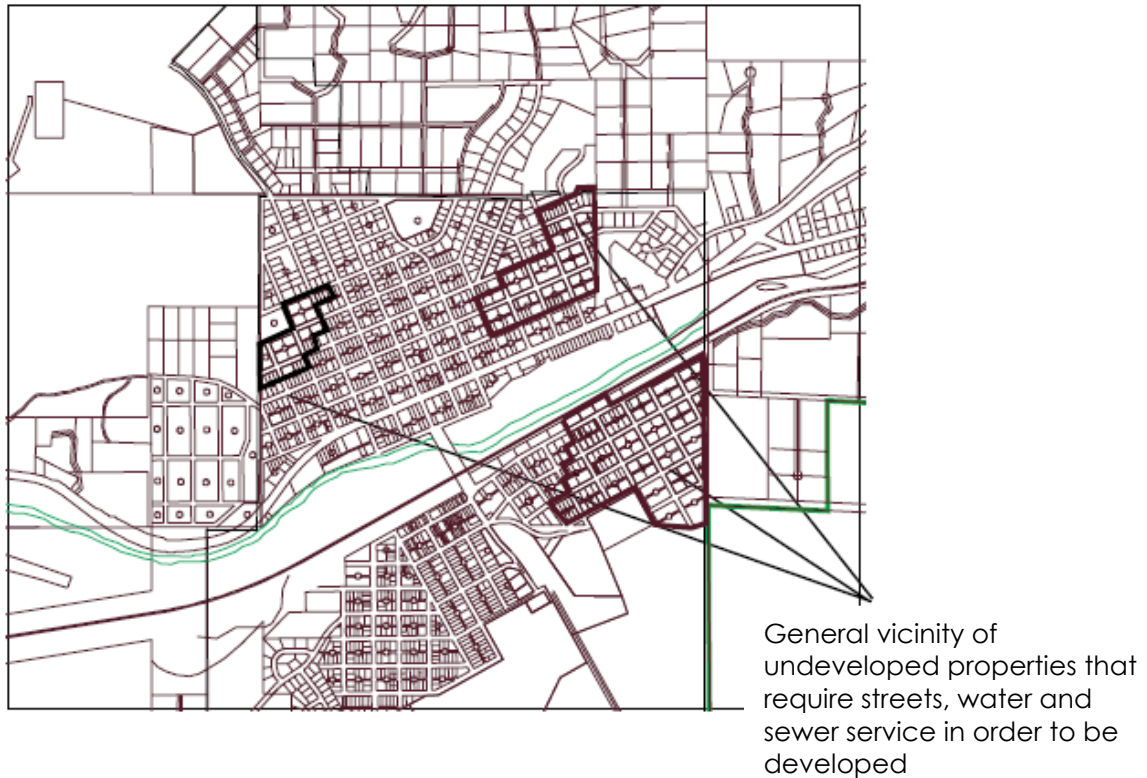 General vicinity of
undeveloped properties that
require streets, water and
sewer service in order to be
developed